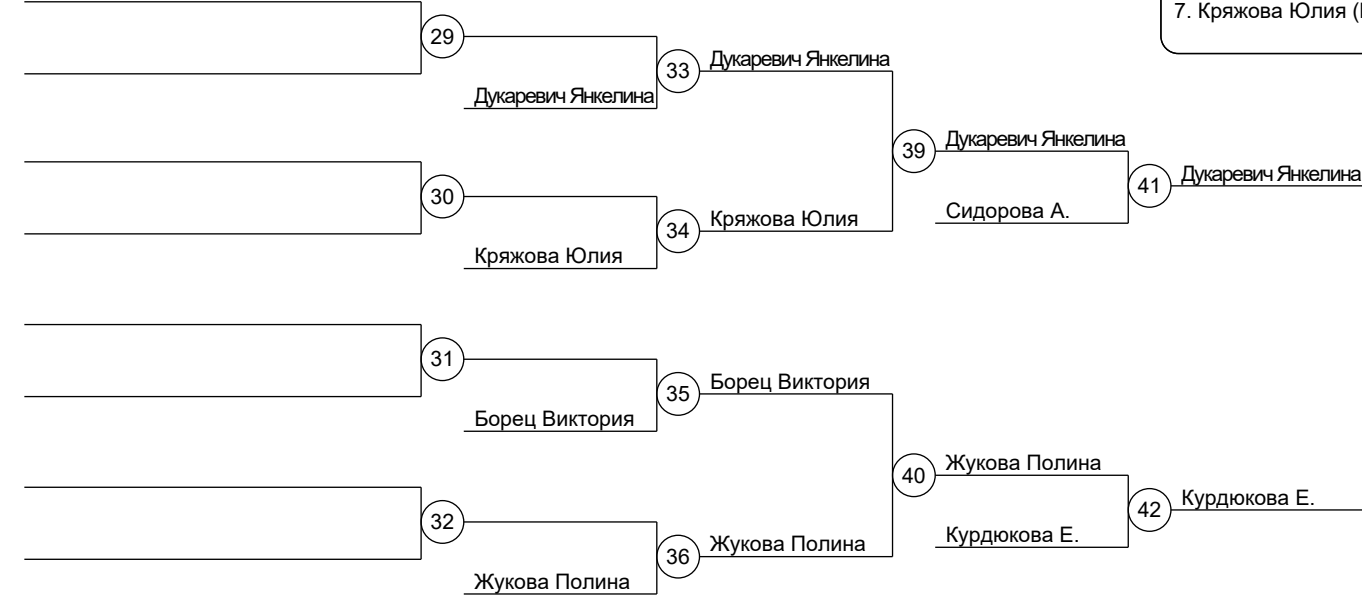 7. Кряжова Юлия (
29
33
Дукаревич Янкелина
Дукаревич Янкелина
39
Дукаревич Янкелина
41
Дукаревич Янкелина
30
34
Кряжова Юлия
Сидорова А.
Кряжова Юлия
31
35
Борец Виктория
Борец Виктория
40
Жукова Полина
42
Курдюкова Е.
32
36
Жукова Полина
Курдюкова Е.
Жукова Полина